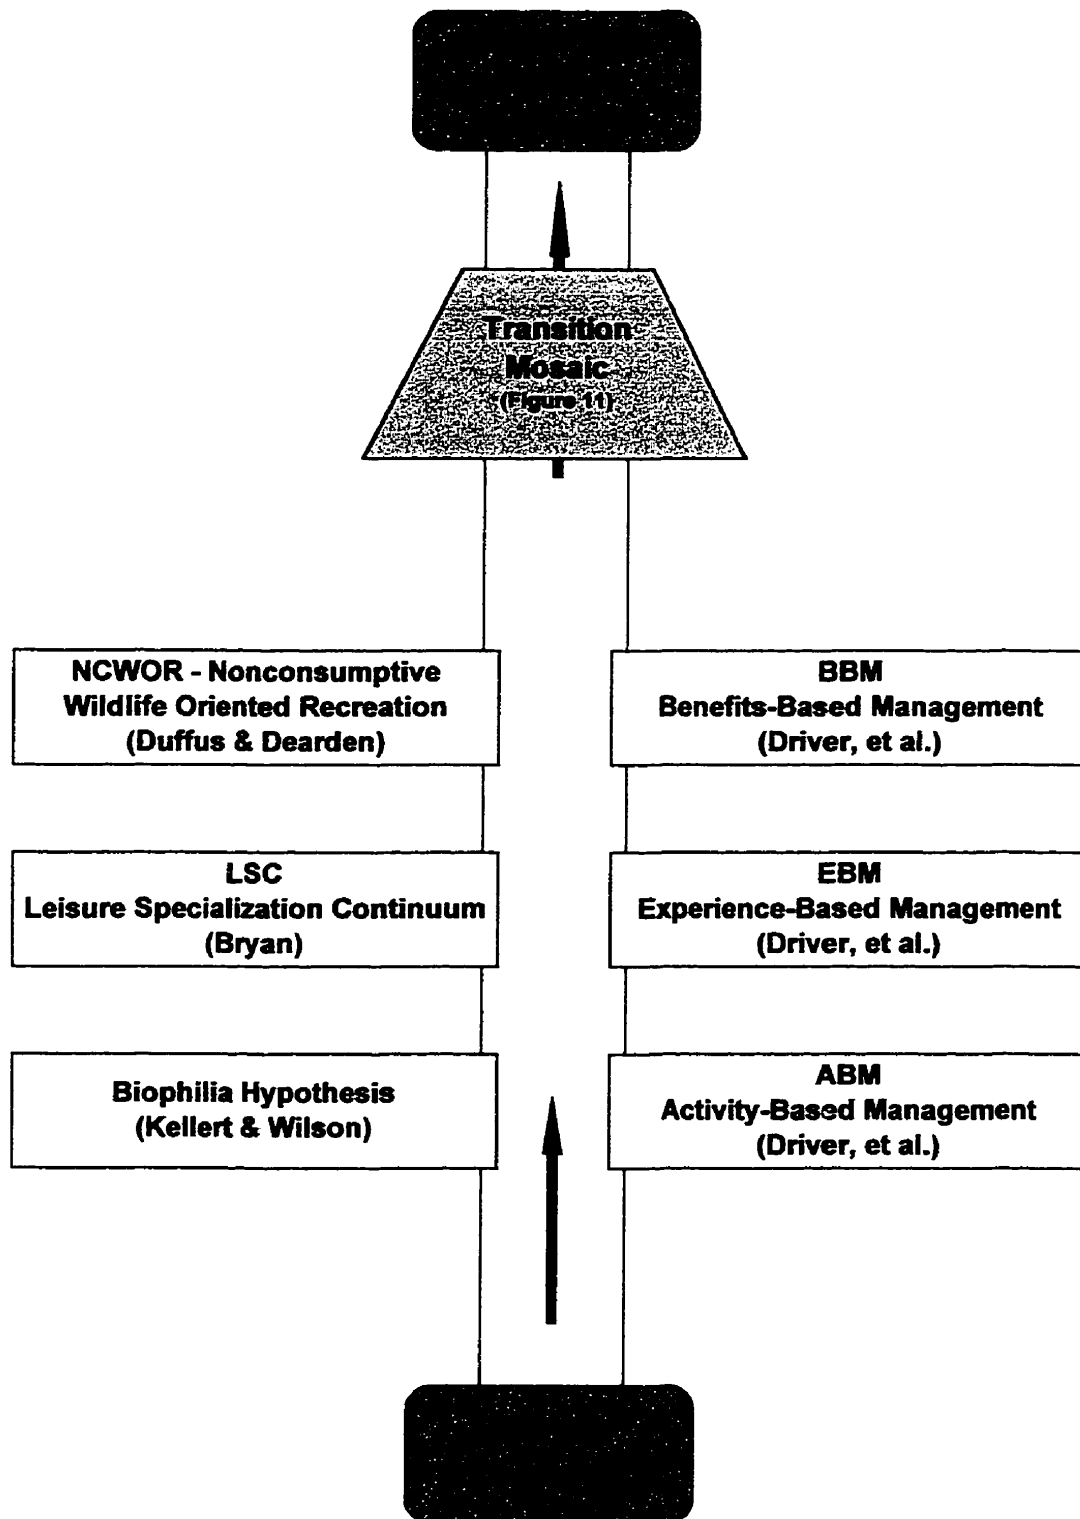 Transition
Mosaic
(Figure 11)
NCWOR - Nonconsumptive
Wildlife Oriented Recreation
(Duffus & Dearden)
BBM
Benefits-Based Management
(Driver, et al.)
LSC
Leisure Specialization Continuum
(Bryan)
EBM
Experience-Based Management
(Driver, et al.)
Biophilia Hypothesis
(Kellert & Wilson)
ABM
Activity-Based Management
(Driver, et al.)